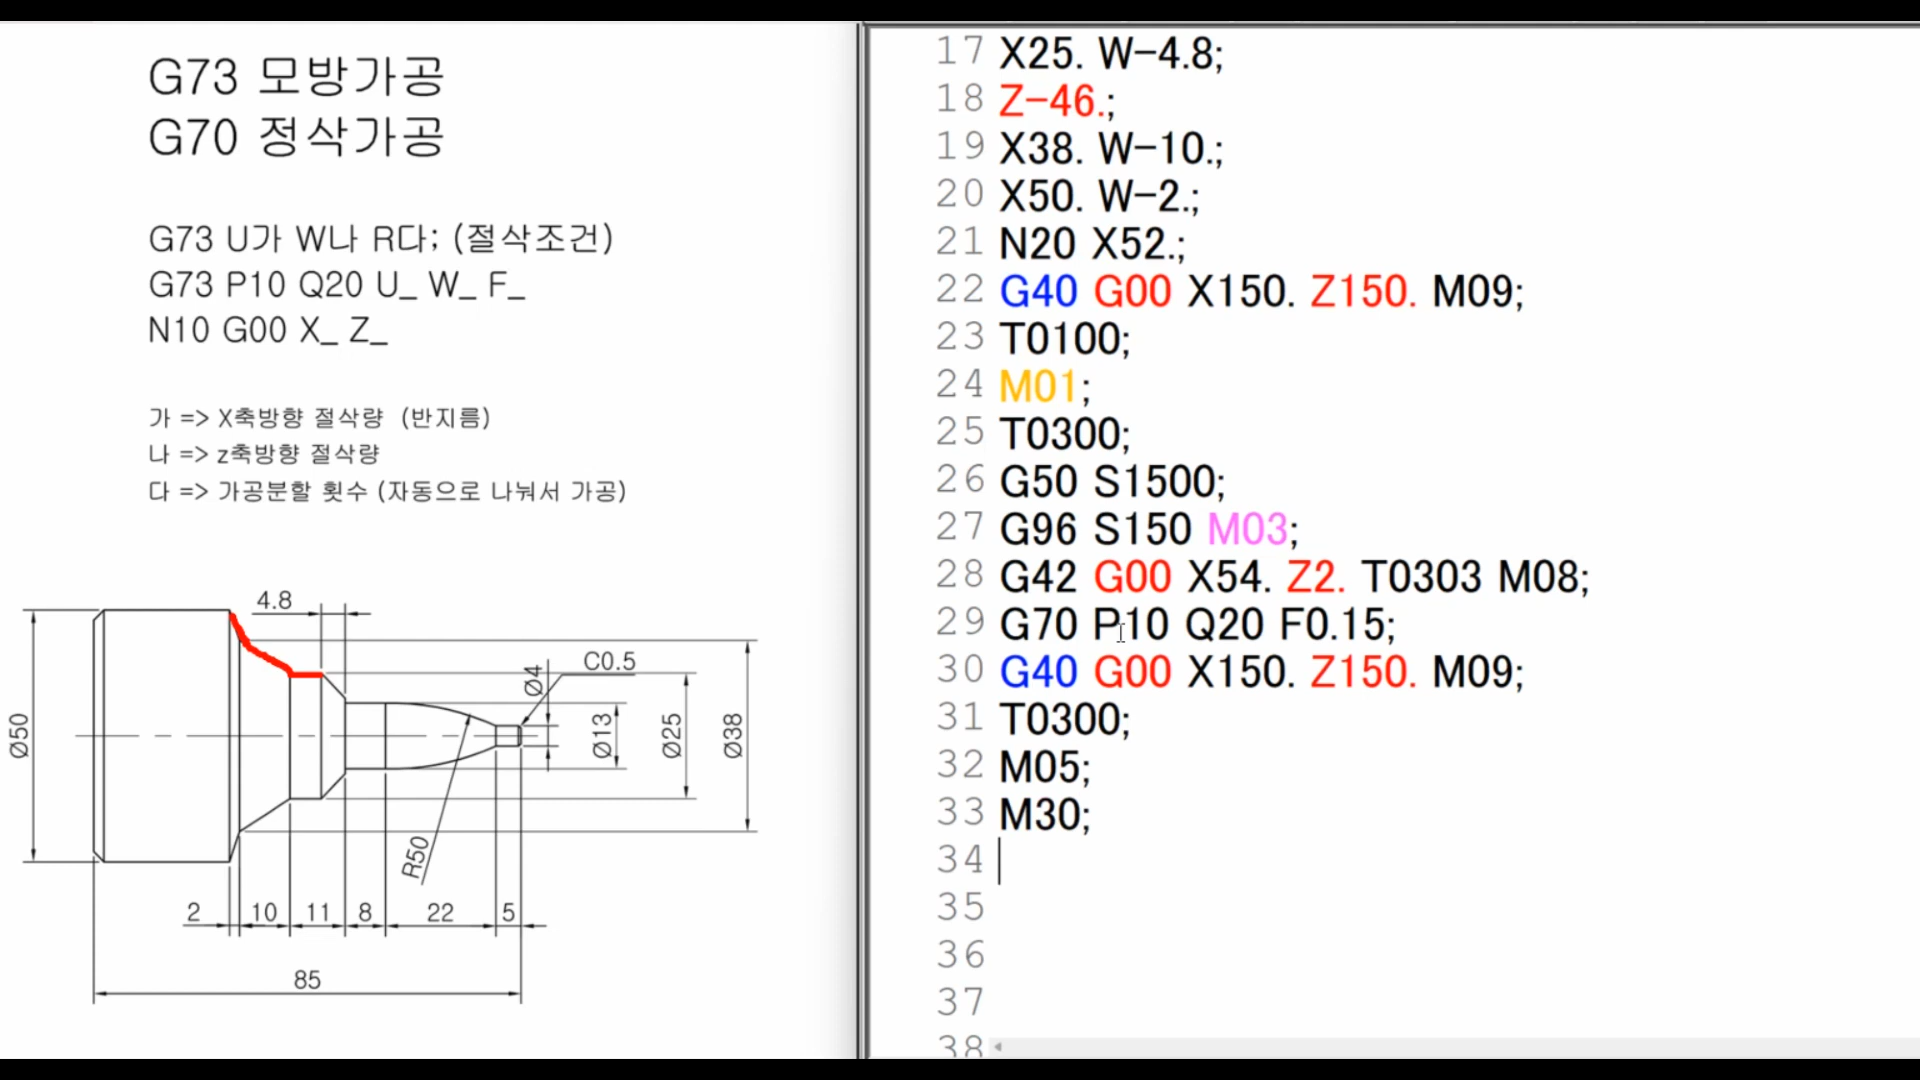 G73 모방가공
G70 정삭가공
G73 U가 W나 R다; (절삭조건)
G73 P10 Q20 U_ W_ F_
N10 G00 X_ Z_
가 => X축방향 절삭량 (반지름)
나 => z축방향 절삭량
다 => 가공분할 횟수 (자동으로 나눠서 가공)
4.8
C0.5
Ø4
Ø50
Ø13
Ø25
Ø38
R50
2
10
11
8
22
5
85
17 X25. W-4.8;
18 Z-46.;
19 X38. W-10.;
20 X50. W-2.;
21 N20 X52.;
22 G40 G00 X150. Z150. M09;
23 T0100;
24 M01;
25 T0300;
26 G50 S1500;
27 G96 S150 M03;
28 G42 G00 X54. Z2. T0303 M08;
29 G70 P10 Q20 F0.15;
30 G40 G00 X150. Z150. M09;
31 T0300;
32 M05;
33 M30;
34
35
36
37
38